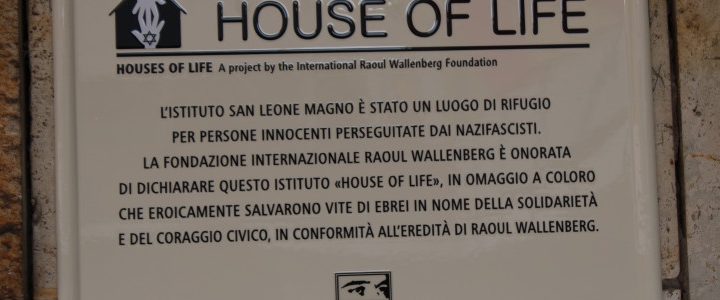 HOUSE OF LIFE
HOUSES OF LIFE A project by the International Raoul Wallenberg Foundation
L'ISTITUTO SAN LEONE MAGNO È STATO UN LUOGO DI RIFUGIO
PER PERSONE INNOCENTI PERSEGUITATE DAI NAZIFASCISTI.
LA FONDAZIONE INTERNAZIONALE RAOUL WALLENBERG È ONORATA
DI DICHIARARE QUESTO ISTITUTO «HOUSE OF LIFE», IN OMAGGIO A COLORO
CHE EROICAMENTE SALVARONO VITE DI EBREI IN NOME DELLA SOLIDARIETÀ
E DEL CORAGGIO CIVICO, IN CONFORMITÀ ALL'EREDITÀ DI RAOUL WALLENBERG.